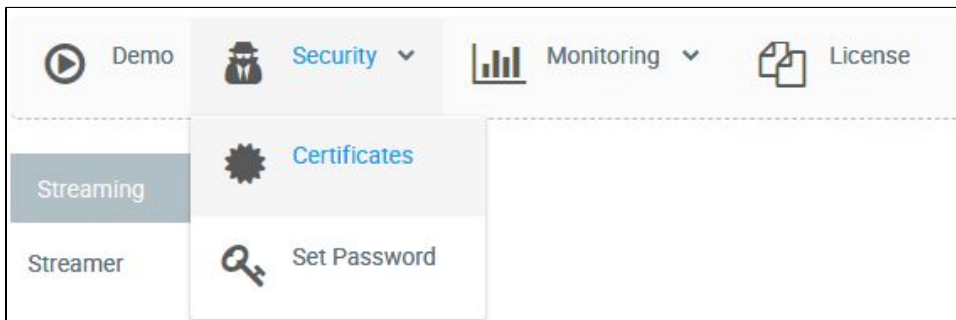 Demo
Security
Monitoring
License
Certificates
Streaming
Set Password
Streamer